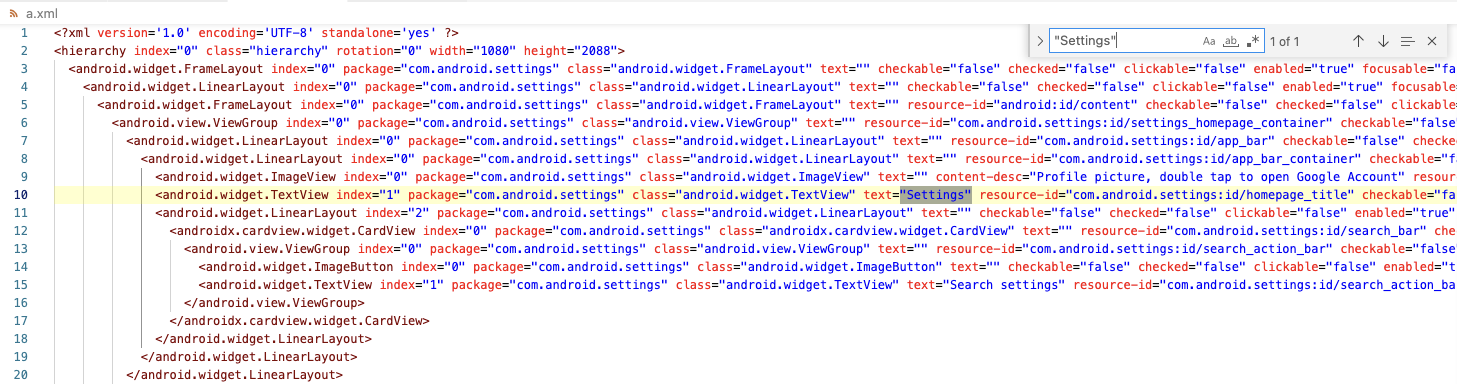 a.xml
"Settings" Aa ab .* 1 of 1
1 <?xml version='1.0' encoding='UTF-8' standalone='yes' ?>
2 <hierarchy index="0" class="hierarchy" rotation="0" width="1080" height="2088">
3 <android.widget.FrameLayout index="0" package="com.android.settings" class="android.widget.FrameLayout" text="" checkable="false" checked="false" clickable="false" enabled="true" focusable="fa
4 <android.widget.LinearLayout index="0" package="com.android.settings" class="android.widget.LinearLayout" text="" checkable="false" checked="false" clickable="false" enabled="true" focusable
5 <android.widget.FrameLayout index="0" package="com.android.settings" class="android.widget.FrameLayout" text="" resource-id="android:id/content" checkable="false" checked="false" clickable
6 <android.view.ViewGroup index="0" package="com.android.settings" class="android.view.ViewGroup" text="" resource-id="com.android.settings:id/settings_homepage_container" checkable="false"
7 <android.widget.LinearLayout index="0" package="com.android.settings" class="android.widget.LinearLayout" text="" resource-id="com.android.settings:id/app_bar" checkable="false" checke
8 <android.widget.LinearLayout index="0" package="com.android.settings" class="android.widget.LinearLayout" text="" resource-id="com.android.settings:id/app_bar_container" checkable="fa
9 <android.widget.ImageView index="0" package="com.android.settings" class="android.widget.ImageView" text="" content-desc="Profile picture, double tap to open Google Account" resour
10 <android.widget.TextView index="1" package="com.android.settings" class="android.widget.TextView" text="Settings" resource-id="com.android.settings:id/homepage_title" checkable="fa
11 <android.widget.LinearLayout index="2" package="com.android.settings" class="android.widget.LinearLayout" text="" checkable="false" checked="false" clickable="false" enabled="true"
12 <androidx.cardview.widget.CardView index="0" package="com.android.settings" class="androidx.cardview.widget.CardView" text="" resource-id="com.android.settings:id/search_bar" che
13 <android.view.ViewGroup index="0" package="com.android.settings" class="android.view.ViewGroup" text="" resource-id="com.android.settings:id/search_action_bar" checkable="false"
14 <android.widget.ImageButton index="0" package="com.android.settings" class="android.widget.ImageButton" text="" checkable="false" checked="false" clickable="false" enabled="t
15 <android.widget.TextView index="1" package="com.android.settings" class="android.widget.TextView" text="Search settings" resource-id="com.android.settings:id/search_action_ba
16 </android.view.ViewGroup>
17 </androidx.cardview.widget.CardView>
18 </android.widget.LinearLayout>
19 </android.widget.LinearLayout>
20 </android.widget.LinearLayout>